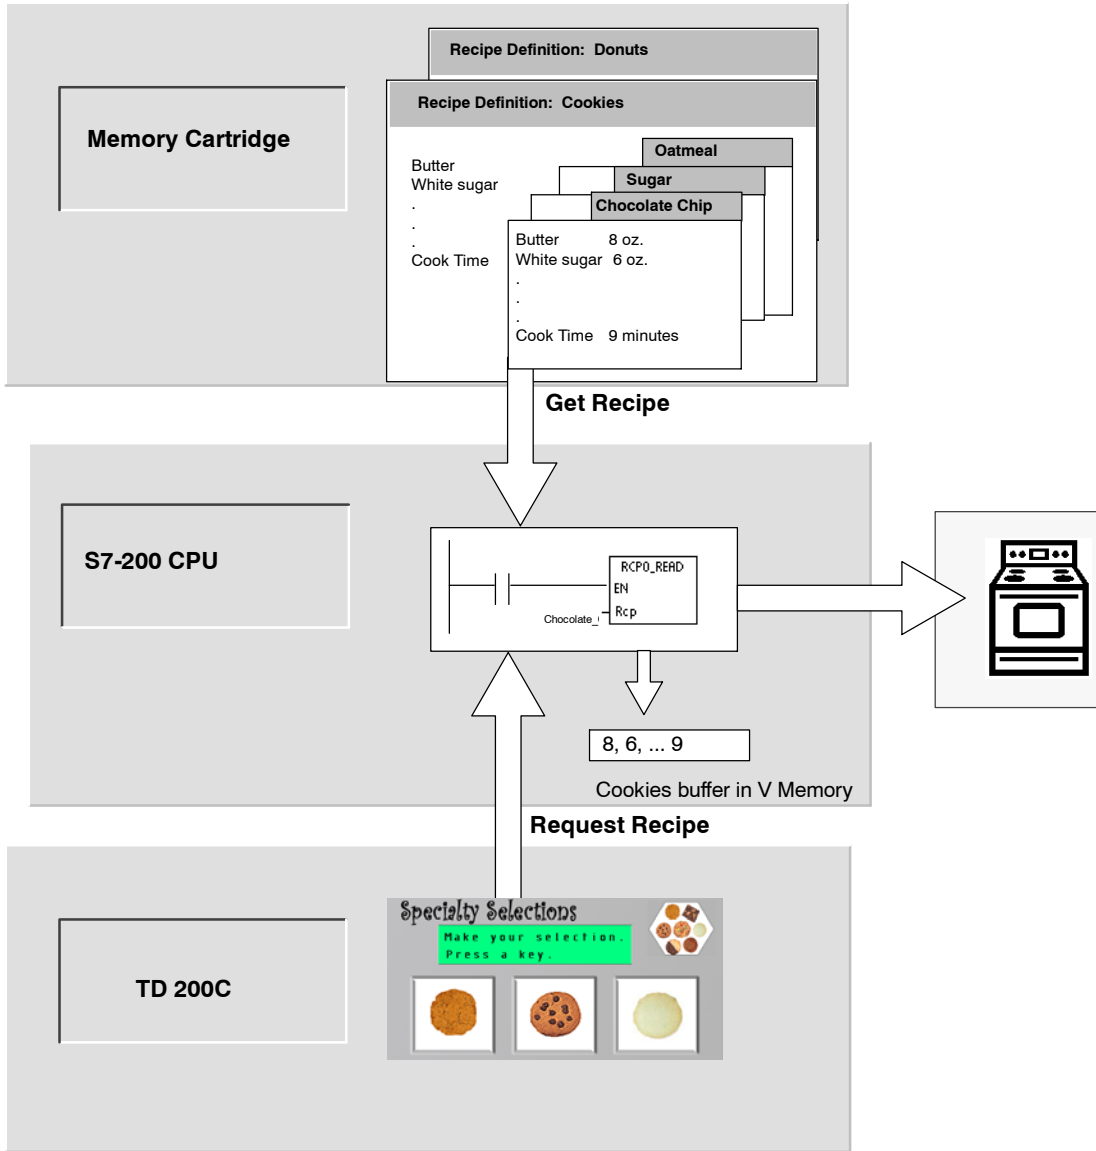 Recipe Definition: Donuts
Recipe Definition: Cookies
Memory Cartridge
Oatmeal
Sugar
Chocolate Chip
Butter
White sugar
.
.
.
Cook Time
Butter 8 oz.
White sugar 6 oz.
.
.
.
Cook Time 9 minutes
Get Recipe
S7-200 CPU
RCP0_READ
EN
Rcp
Chocolate_
8, 6, ... 9
Cookies buffer in V Memory
Request Recipe
TD 200C
Specialty Selections
Make your selection.
Press a key.